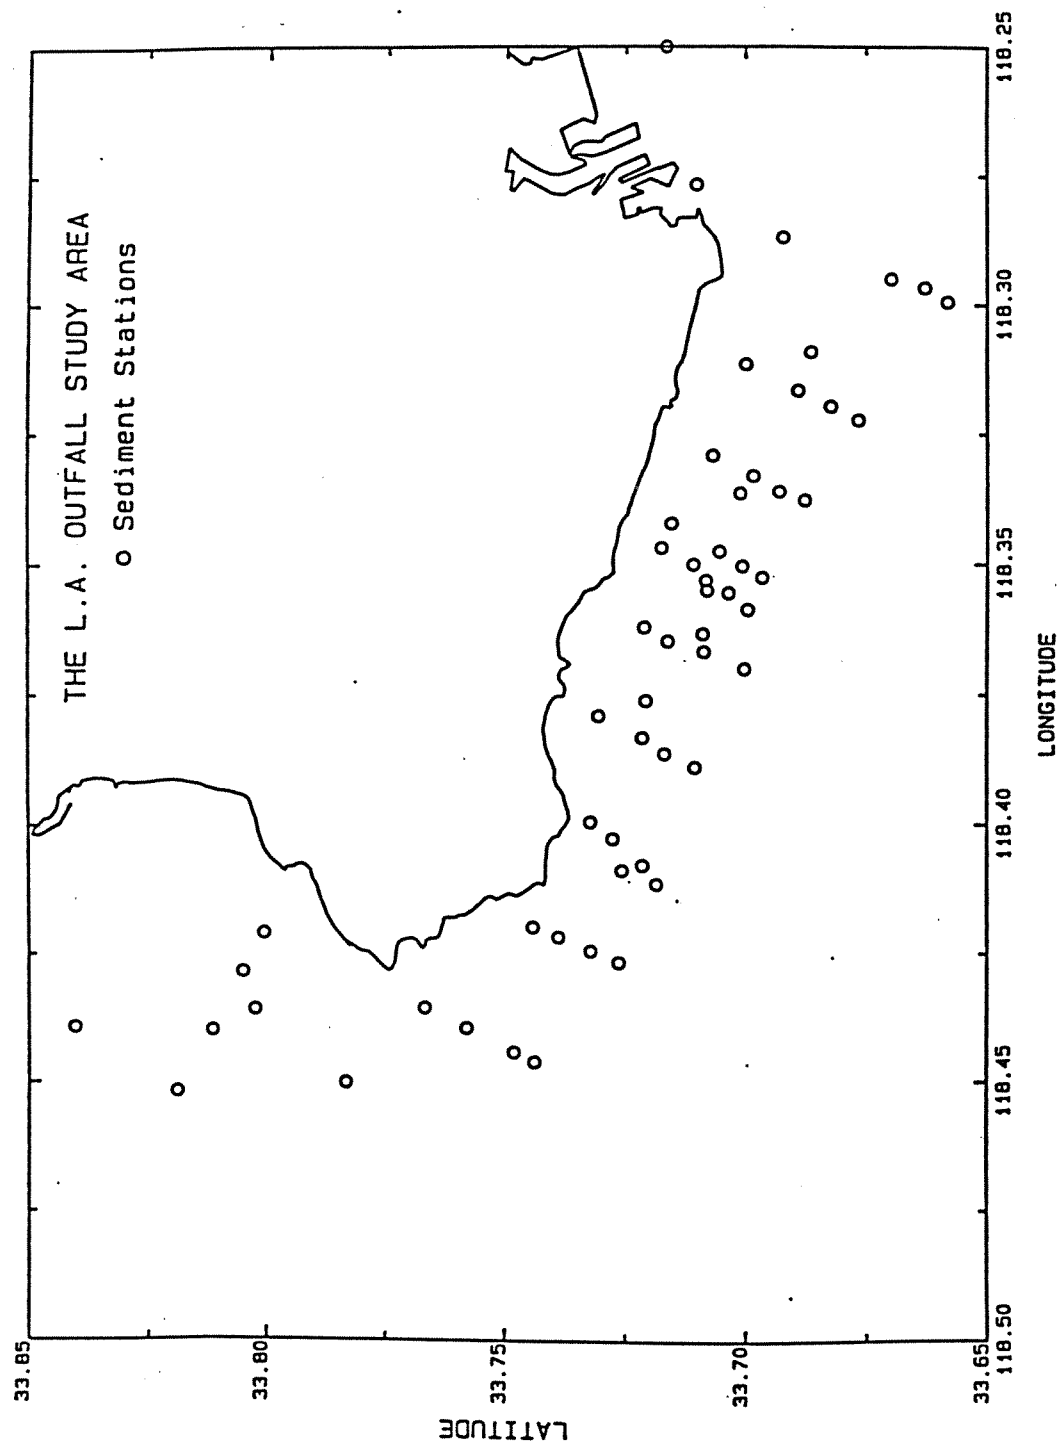 THE L.A. OUTFALL STUDY AREA
o Sediment Stations
LATITUDE
33.85
33.80
33.75
33.70
33.65
118.50
118.45
118.40
118.35
118.30
118.25
LONGITUDE